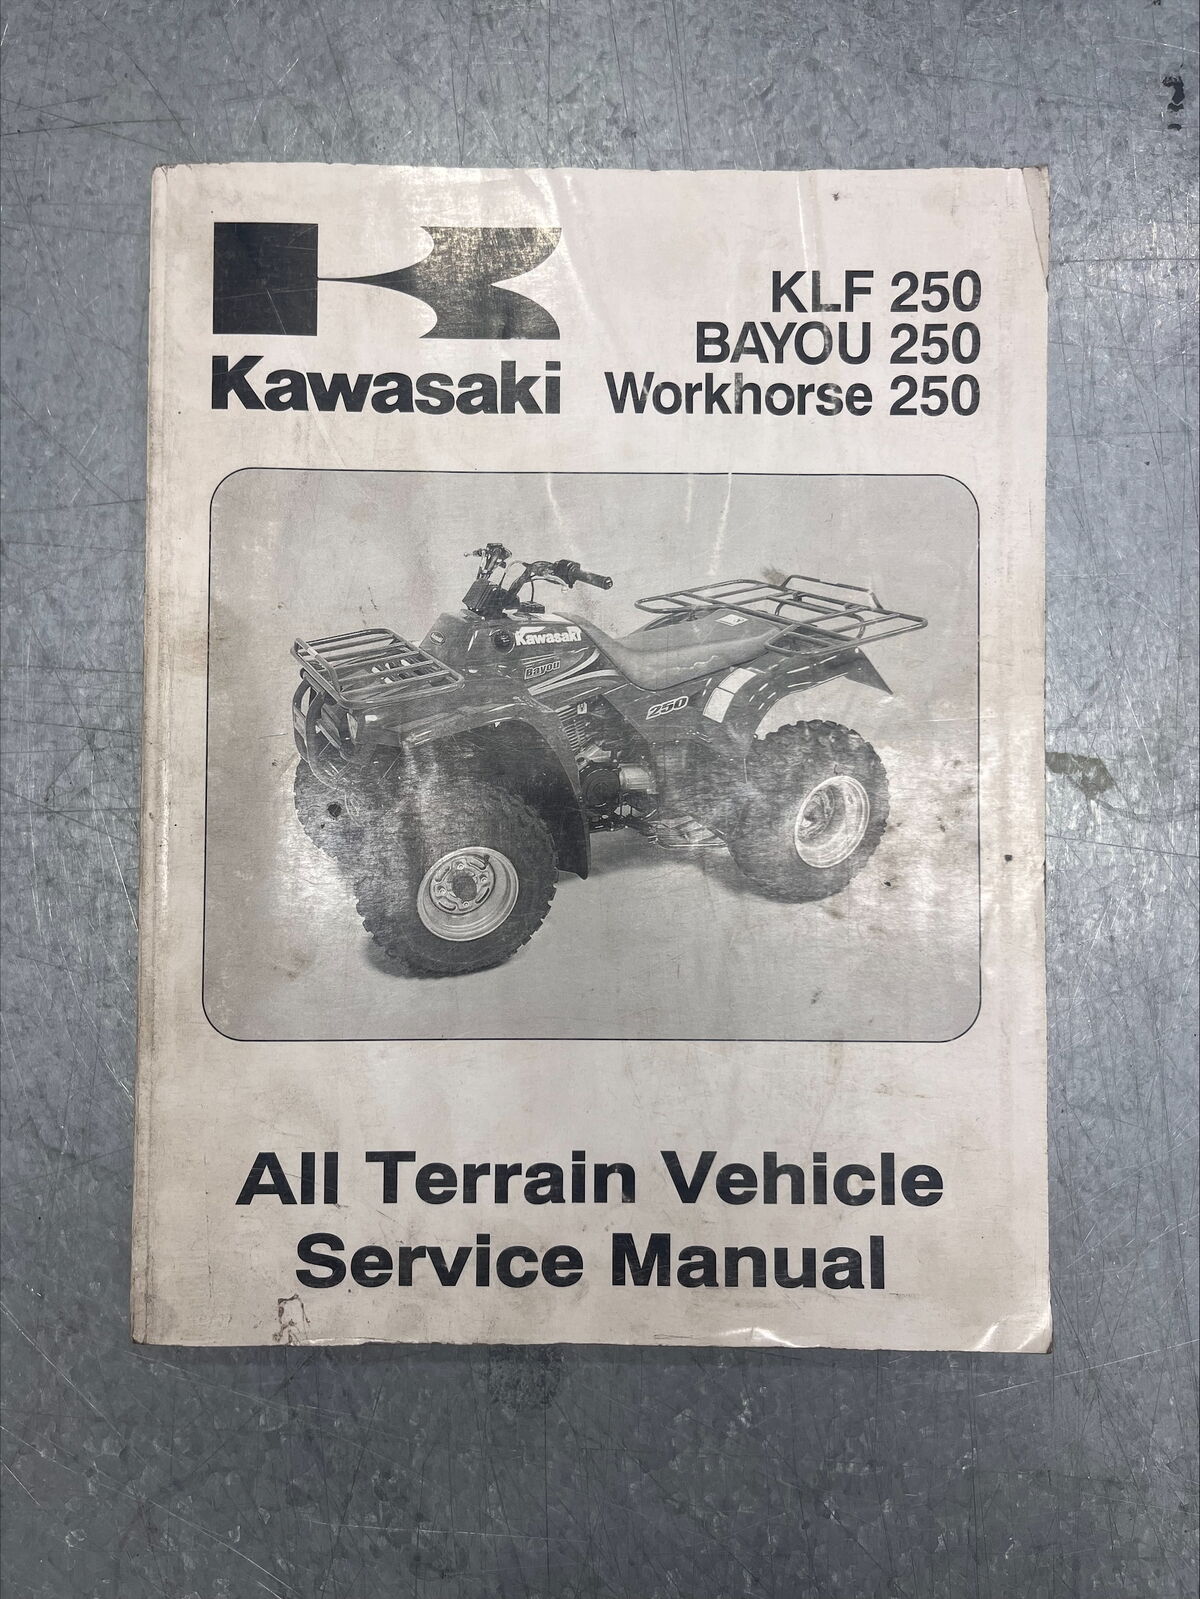 Kawasaki
KLF 250
BAYOU 250
Workhorse 250
Kawasaki
Bayou
250
All Terrain Vehicle
Service Manual